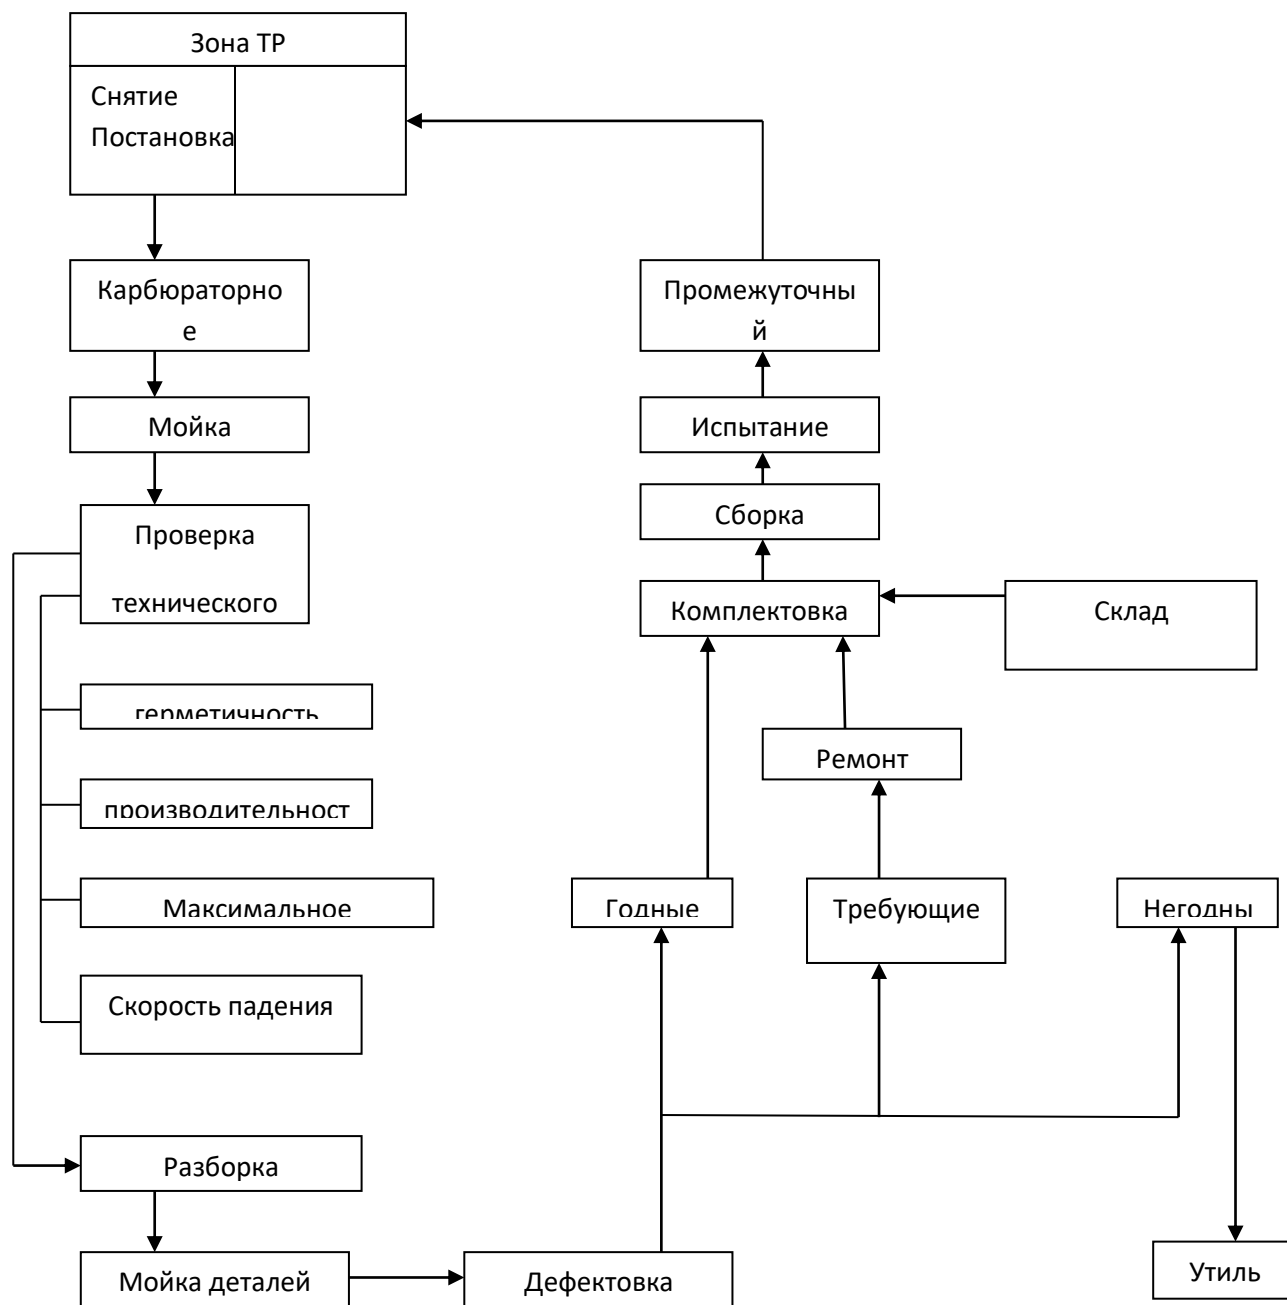 Зона ТР
Снятие
Постановка
Карбюраторно
е
Промежуточны
й
Мойка
Испытание
Сборка
Проверка
технического
Комплектовка
Склад
герметичность
Ремонт
производительност
Максимальное
Годные
Требующие
Негодны
Скорость падения
Разборка
Мойка деталей
Дефектовка
Утиль